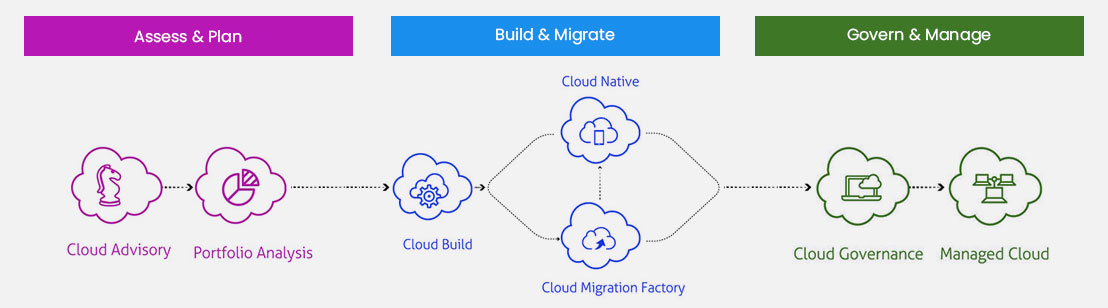 Assess & Plan
Build & Migrate
Govern & Manage
Cloud Native
Cloud Advisory
Portfolio Analysis
Cloud Build
Cloud Governance
Managed Cloud
Cloud Migration Factory